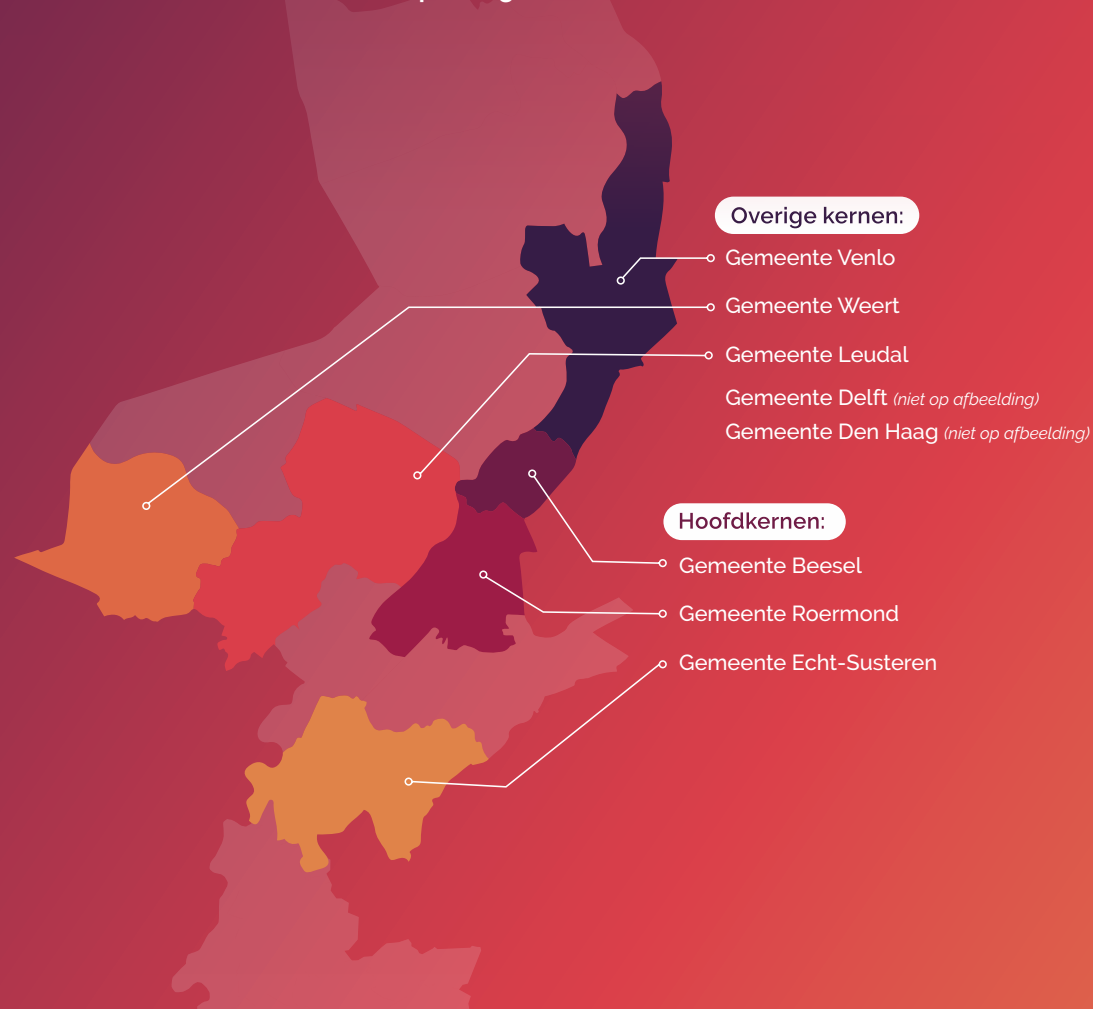 Overige kernen:
Gemeente Venlo
Gemeente Weert
Gemeente Leudal
Gemeente Delft (niet op afbeelding)
Gemeente Den Haag (niet op afbeelding)
Hoofdkernen:
Gemeente Beesel
Gemeente Roermond
Gemeente Echt-Susteren